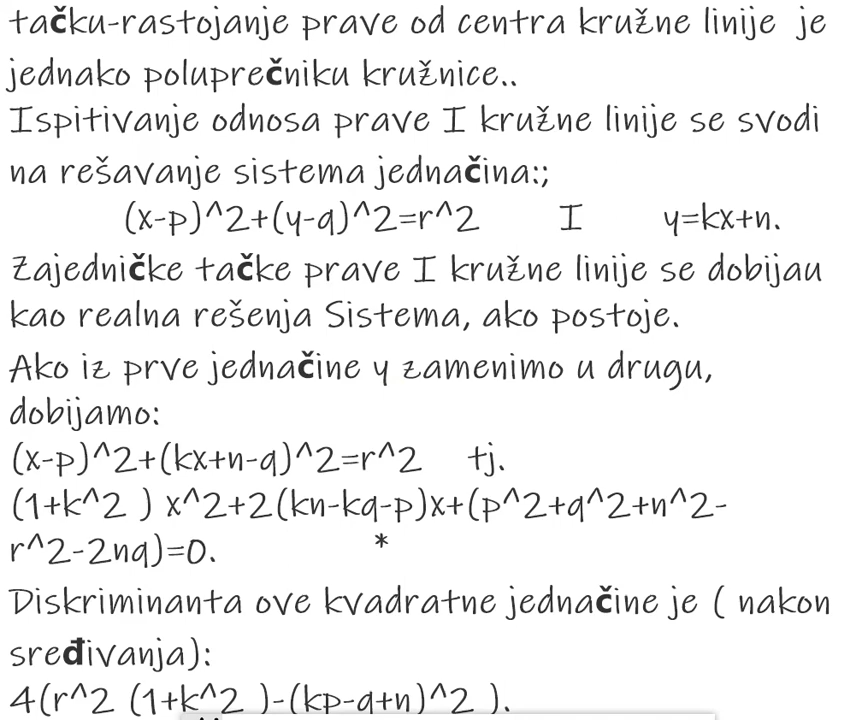 tačku-rastojanje prave od centra kružne linije je
jednako poluprečniku kružnice..
Ispitivanje odnosa prave I kružne linije se svodi
na rešavanje sistema jednačina:;
(x-p)^2+(y-q)^2=r^2 I y=kx+n.
Zajedničke tačke prave I kružne linije se dobijau
kao realna rešenja Sistema, ako postoje.
Ako iz prve jednačine y zamenimo u drugu,
dobijamo:
(x-p)^2+(kx+n-q)^2=r^2 tj.
(1+k^2 ) x^2+2(kn-kq-p)x+(p^2+q^2+n^2-
r^2-2nq)=0. *
Diskriminanta ove kvadratne jednačine je ( nakon
sređivanja):
4(r^2 (1+k^2 )-(kp-q+n)^2 ).